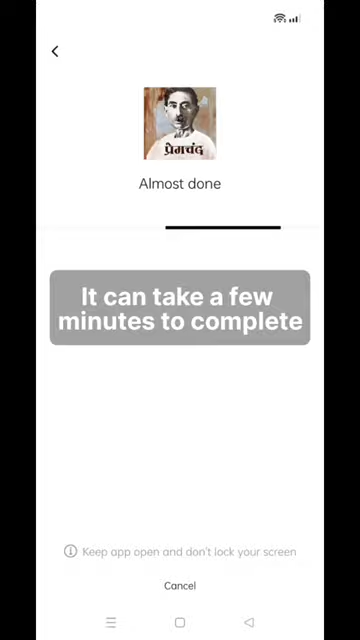 प्रेमचंद
Almost done
It can take a few
minutes to complete
Keep app open and don't lock your screen
Cancel